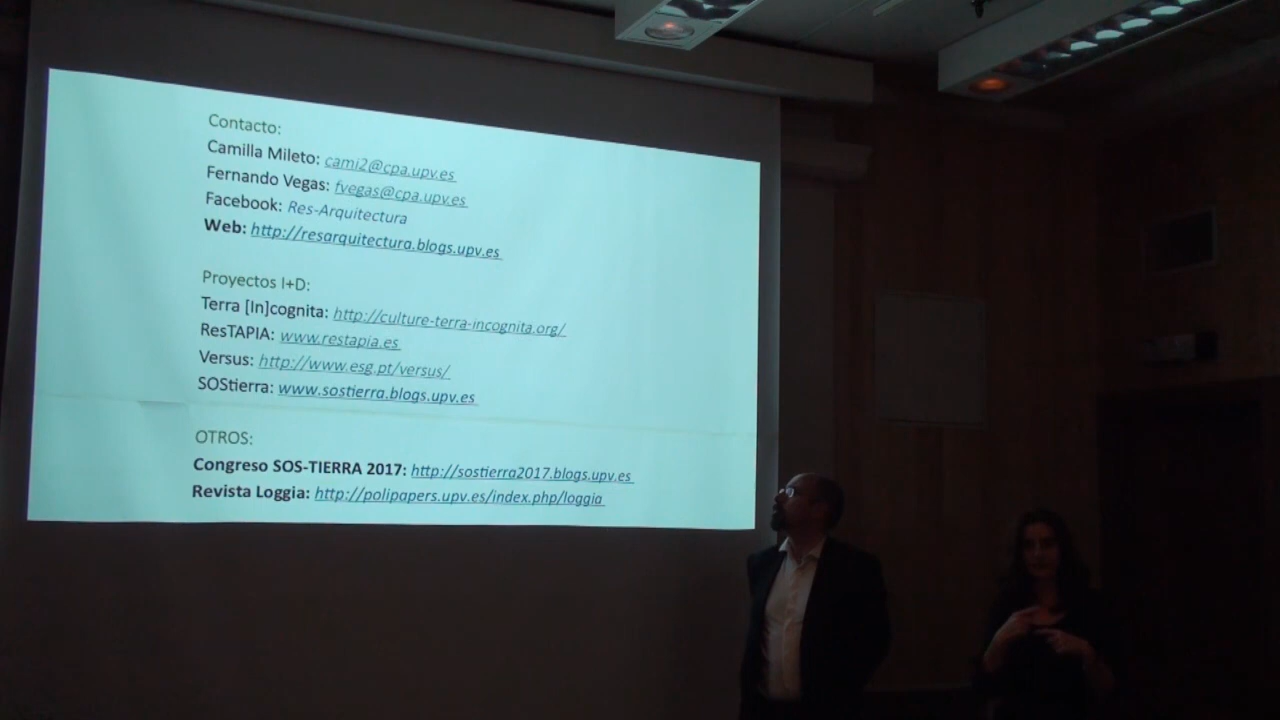 Contacto:
Camilla Mileto: cami2@cpa.upv.es
Fernando Vegas: fvegas@cpa.upv.es
Facebook: Res-Arquitectura
Web: http://resarquitectura.blogs.upv.es
Proyectos I+D:
Terra [In]cognita: http://culture-terra-incognita.org/
ResTAPIA: www.restapia.es
Versus: http://www.esg.pt/versus/
SOStierra: www.sostierra.blogs.upv.es
OTROS:
Congreso SOS-TIERRA 2017: http://sostierra2017.blogs.upv.es
Revista Loggia: http://polipapers.upv.es/index.php/loggia